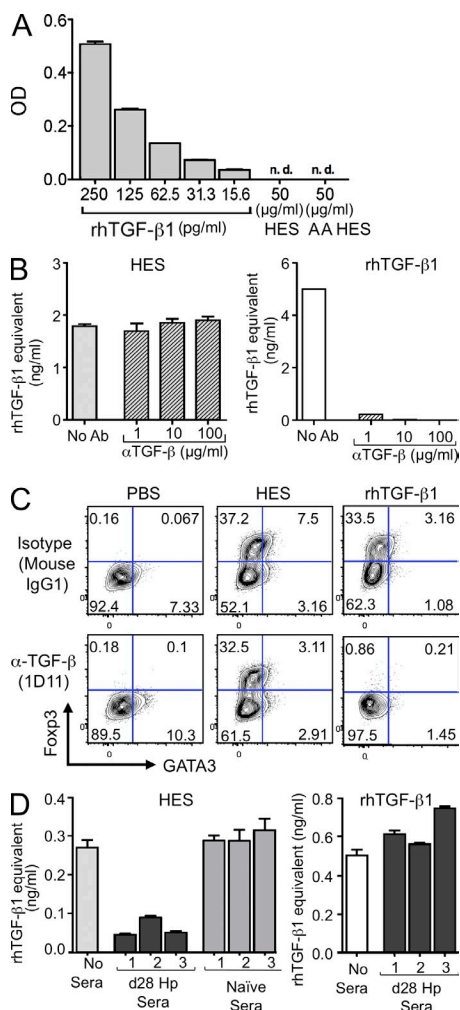 A
OD
0.6
0.4
0.2
0.0
250 125 62.5 31.3 15.6 50 50
n. d. n. d.
(µg/ml) (µg/ml)
rhTGF-β1 (pg/ml) HES AA HES
B
HES
rhTGF-β1 equivalent
(ng/ml)
3
2
1
0
No Ab 1 10 100
αTGF-β (µg/ml)
rhTGF-β1
rhTGF-β1 equivalent
(ng/ml)
6
4
2
0
No Ab 1 10 100
αTGF-β (µg/ml)
C
PBS HES rhTGF-β1
Isotype
(Mouse
IgG1)
0.16 0.067 37.2 7.5 33.5 3.16
92.4 7.33 52.1 3.16 62.3 1.08
0 0 0
α-TGF-β
(1D11)
0.18 0.1 32.5 3.11 0.86 0.21
89.5 10.3 61.5 2.91 97.5 1.45
0 0
Foxp3
GATA3
D
HES
rhTGF-β1 equivalent
(ng/ml)
0.4
0.3
0.2
0.1
0.0
No
Sera
1 2 3
d28 Hp
Sera
1 2 3
Naïve
Sera
rhTGF-β1
rhTGF-β1 equivalent (ng/ml)
0.8
0.6
0.4
0.2
0.0
No
Sera
1 2 3
d28 Hp
Sera